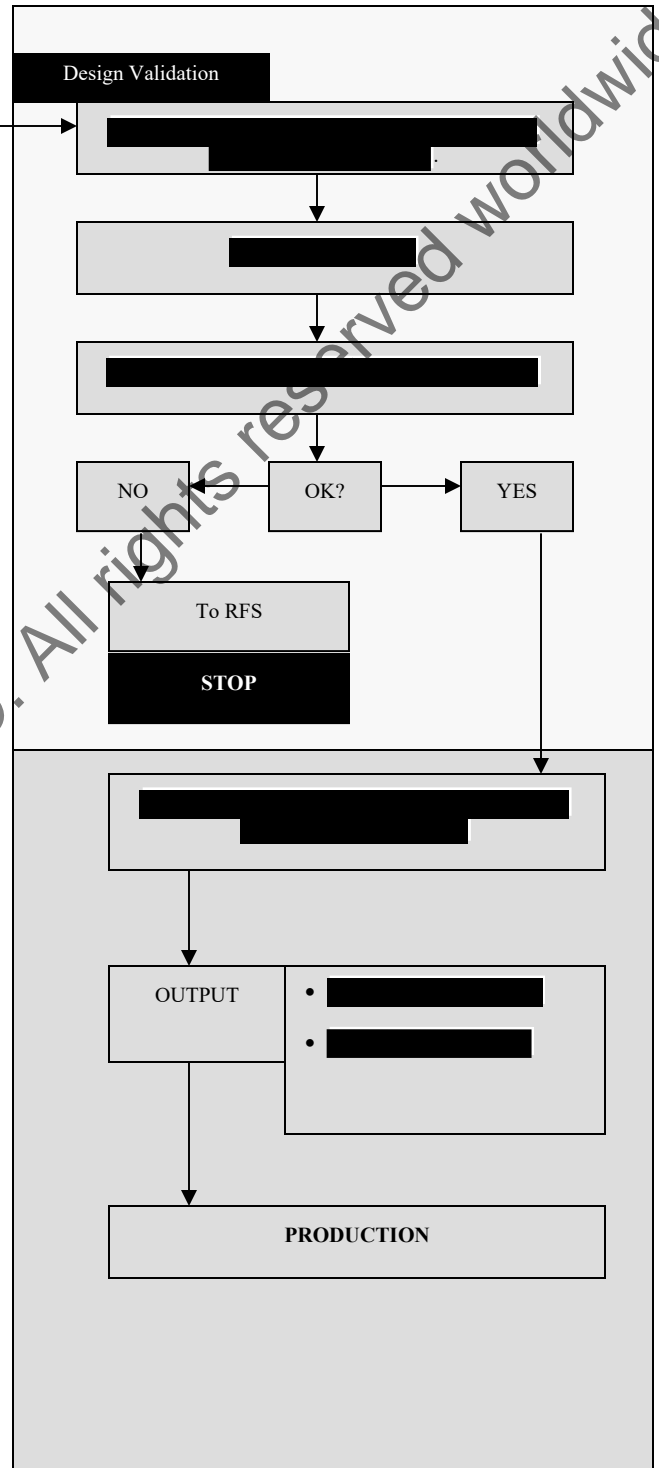 Design Validation
.
NO
OK?
YES
To RFS
STOP
OUTPUT
•
•
PRODUCTION
. All rights reserved worldwid